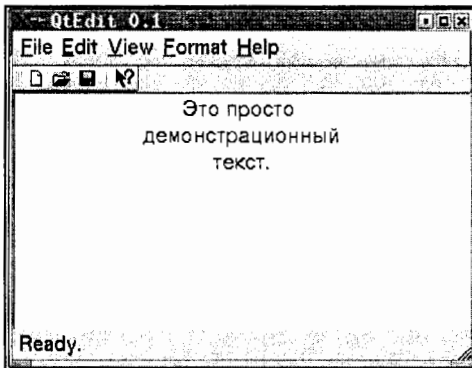 QtEdit 0.1
File Edit View Format Help
Это просто
демонстрационный
текст.
Ready.